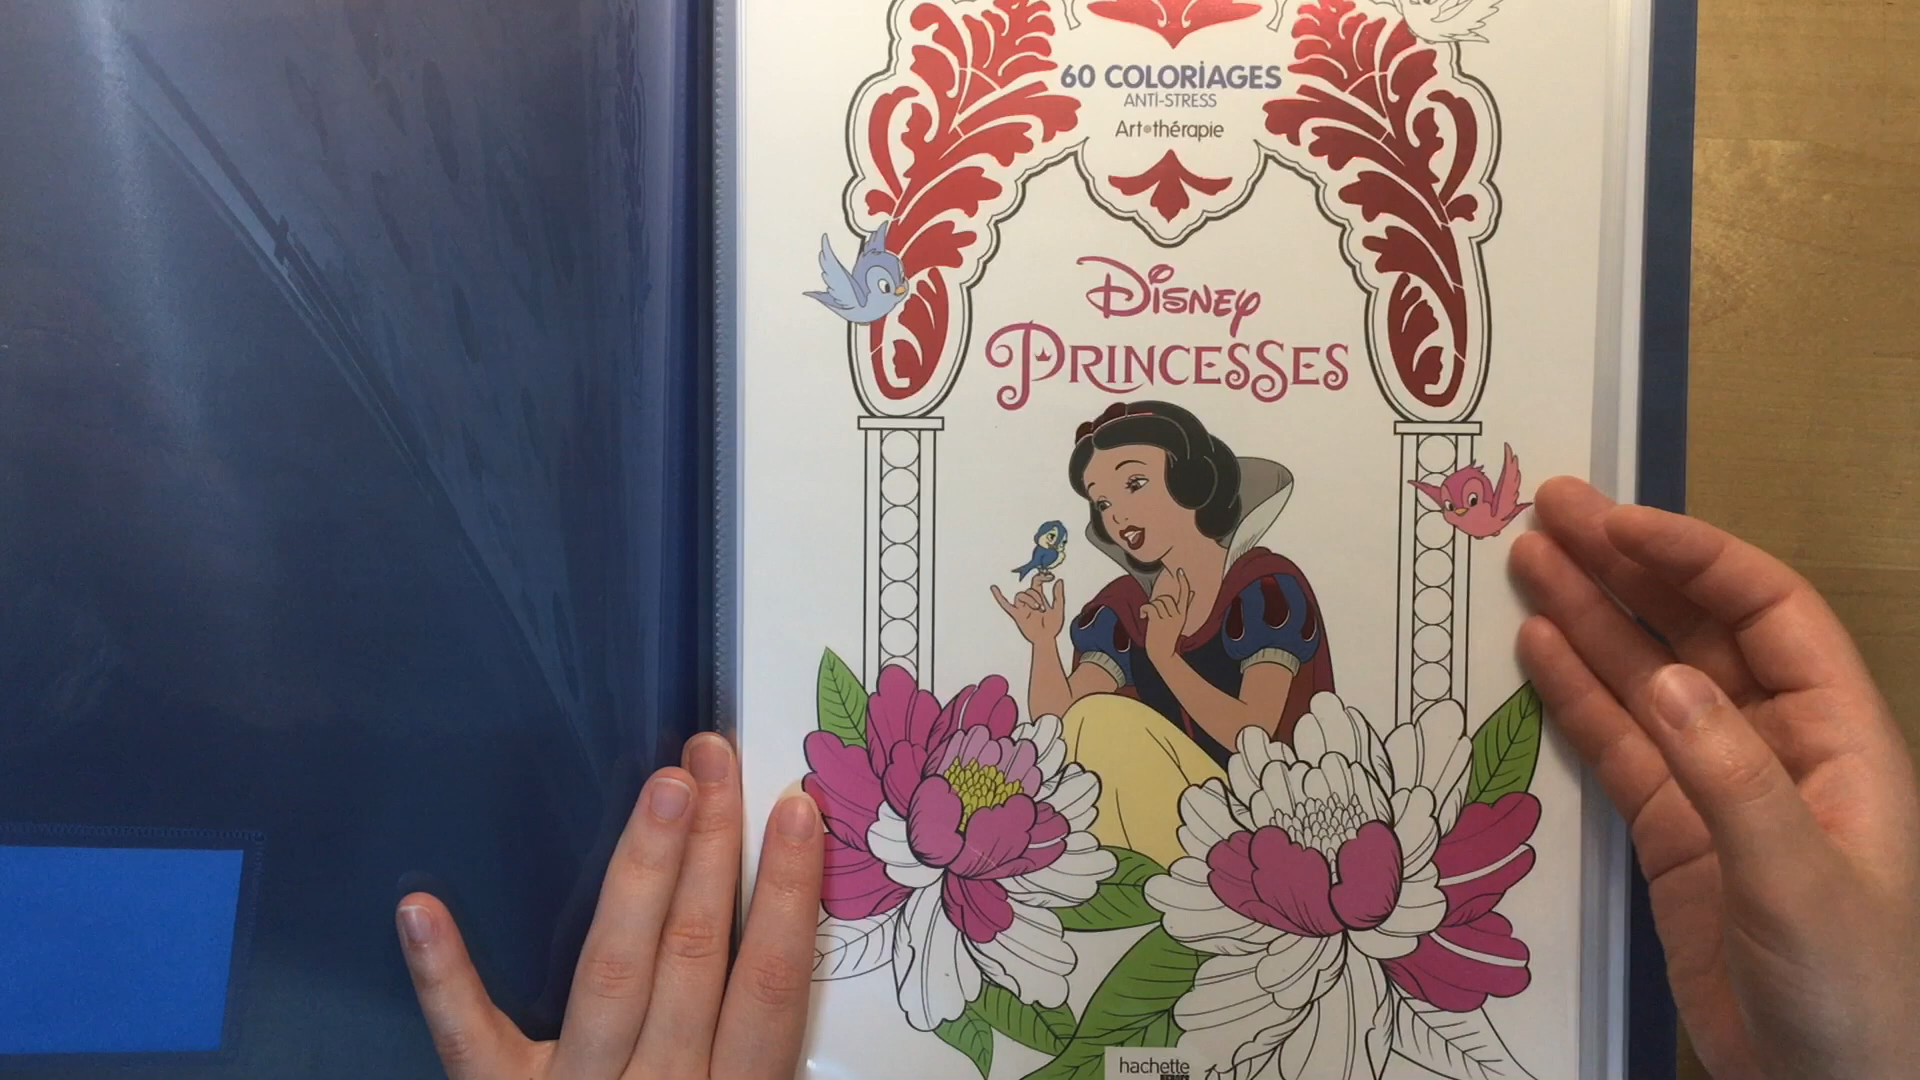 60 COLORIAGES
ANTI-STRESS
Art•thérapie
Disney
PRINCESSES
hachette